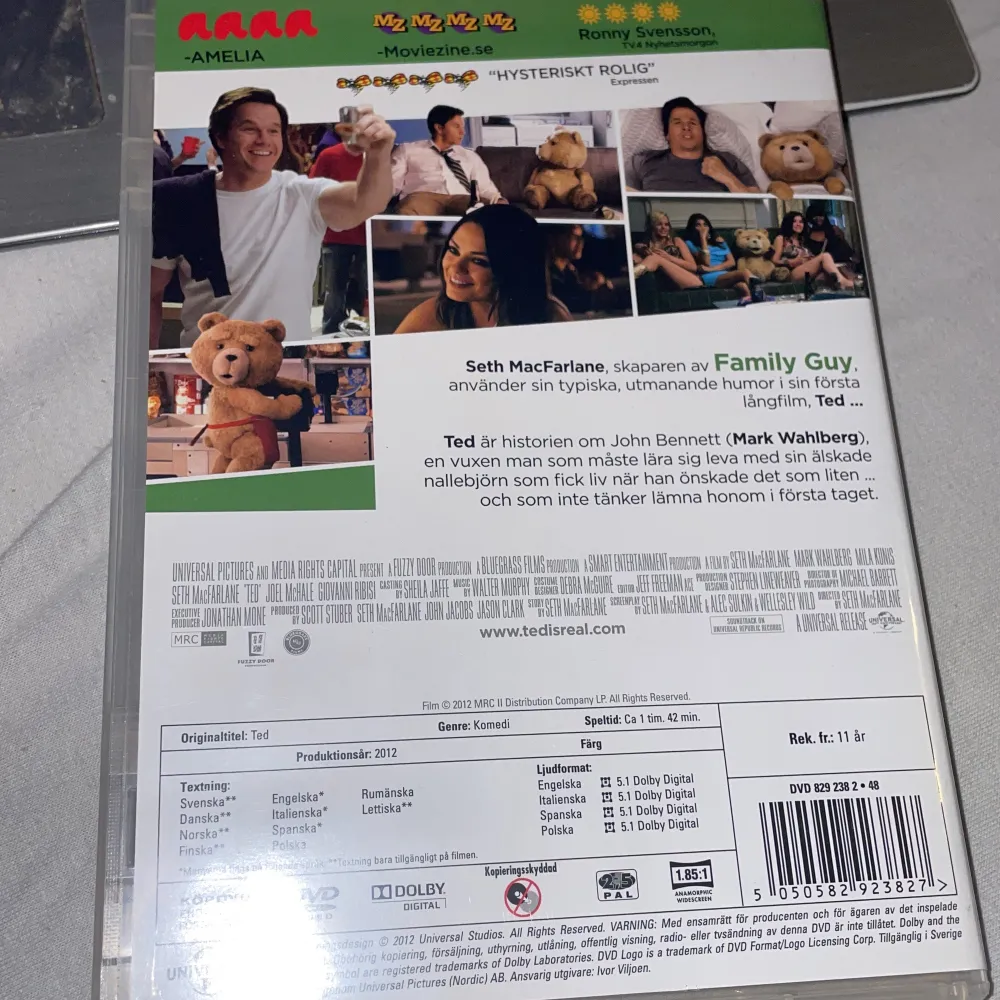 -AMELIA
MZ MZ MZ MZ
-Moviezine.se
Ronny Svensson,
TV4 Nyhetsmorgon
"HYSTERISKT ROLIG"
Expressen
Seth MacFarlane, skaparen av Family Guy,
använder sin typiska, utmanande humor i sin första
långfilm, Ted ...
Ted är historien om John Bennett (Mark Wahlberg),
en vuxen man som måste lära sig leva med sin älskade
nallebjörn som fick liv när han önskade det som liten ...
och som inte tänker lämna honom i första taget.
UNIVERSAL PICTURES AND MEDIA RIGHTS CAPITAL PRESENT A FUZZY DOOR PRODUCTION A BLUEGRASS FILMS PRODUCTION A SMART ENTERTAINMENT PRODUCTION A FILM BY SETH MACFARLANE MARK WAHLBERG MILA KUNIS
SETH MACFARLANE "TED" JOEL McHALE GIOVANNI RIBISI CASTING BY SHEILA JAFFE MUSIC BY WALTER MURPHY COSTUME DESIGNER DEBRA McGUIRE EDITOR JEFF FREEMAN ACE PRODUCTION DESIGNER STEPHEN LINEWEAVER DIRECTOR OF PHOTOGRAPHY MICHAEL BARRETT
EXECUTIVE PRODUCER JONATHAN MONE PRODUCED BY SCOTT STUBER SETH MACFARLANE JOHN JACOBS JASON CLARK STORY BY SETH MACFARLANE SCREENPLAY BY SETH MACFARLANE & ALEC SULKIN & WELLESLEY WILD DIRECTED BY SETH MACFARLANE
MRC
FUZZY DOOR
www.tedisreal.com
SOUNDTRACK ON
UNIVERSAL REPUBLIC RECORDS
A UNIVERSAL RELEASE UNIVERSAL
Film © 2012 MRC II Distribution Company LP. All Rights Reserved.
Originaltitel: Ted
Genre: Komedi
Speltid: Ca 1 tim. 42 min.
Produktionsår: 2012
Färg
Rek. fr.: 11 år
Textning:
Svenska**
Danska**
Norska**
Finska**
Engelska*
Italienska*
Spanska*
Polska
Rumänska
Lettiska**
Ljudformat:
Engelska 5.1 Dolby Digital
Italienska 5.1 Dolby Digital
Spanska 5.1 Dolby Digital
Polska 5.1 Dolby Digital
**Textning bara tillgängligt på filmen.
DVD 829 238 2 • 48
5 050582 923827 >
DVD
DOLBY
DIGITAL
Kopieringsskyddad
2,5
PAL
1.85:1
ANAMORPHIC
WIDESCREEN
© 2012 Universal Studios. All Rights Reserved. VARNING: Med ensamrätt för producenten och för ägaren av det inspelade
Obehörig kopiering, försäljning, uthyrning, utlåning, offentlig visning, radio- eller tvsändning av denna DVD är inte tillåtet. Dolby and the
symbol are registered trademarks of Dolby Laboratories. DVD Logo is a trademark of DVD Format/Logo Licensing Corp. Tillgänglig i Sverige
genom Universal Pictures (Nordic) AB. Ansvarig utgivare: Ivor Viljoen.